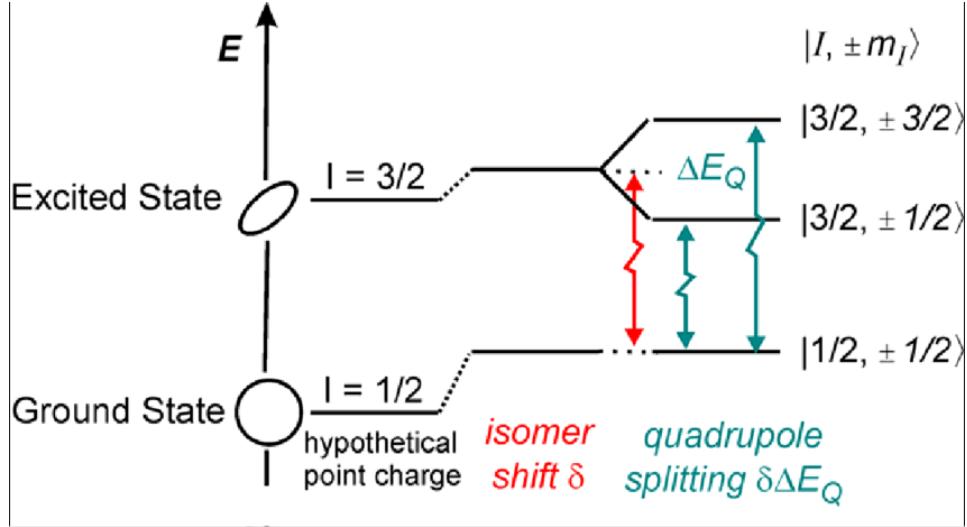 E
|I, ±m_I⟩
|3/2, ± 3/2⟩
I = 3/2
ΔE_Q
Excited State
|3/2, ± 1/2⟩
I = 1/2
|1/2, ± 1/2⟩
Ground State
hypothetical
point charge
isomer
shift δ
quadrupole
splitting δΔE_Q